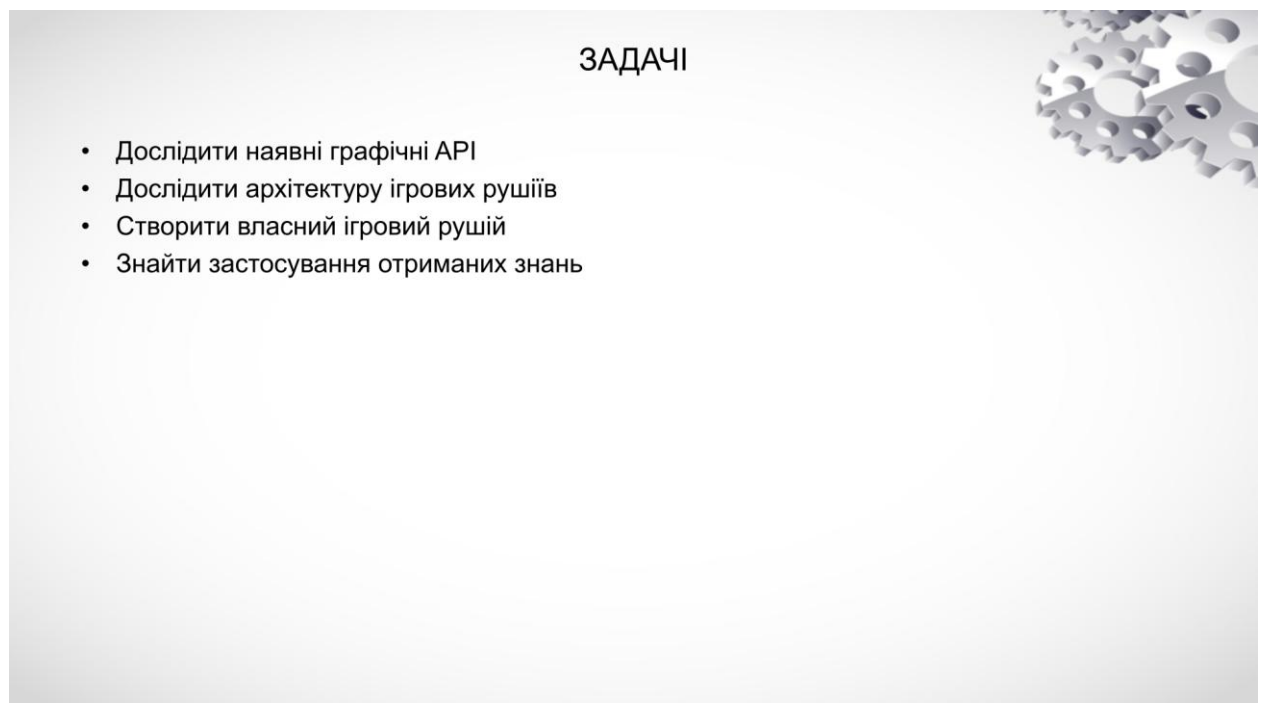 ЗАДАЧІ
• Дослідити наявні графічні API
• Дослідити архітектуру ігрових рушіїв
• Створити власний ігровий рушій
• Знайти застосування отриманих знань